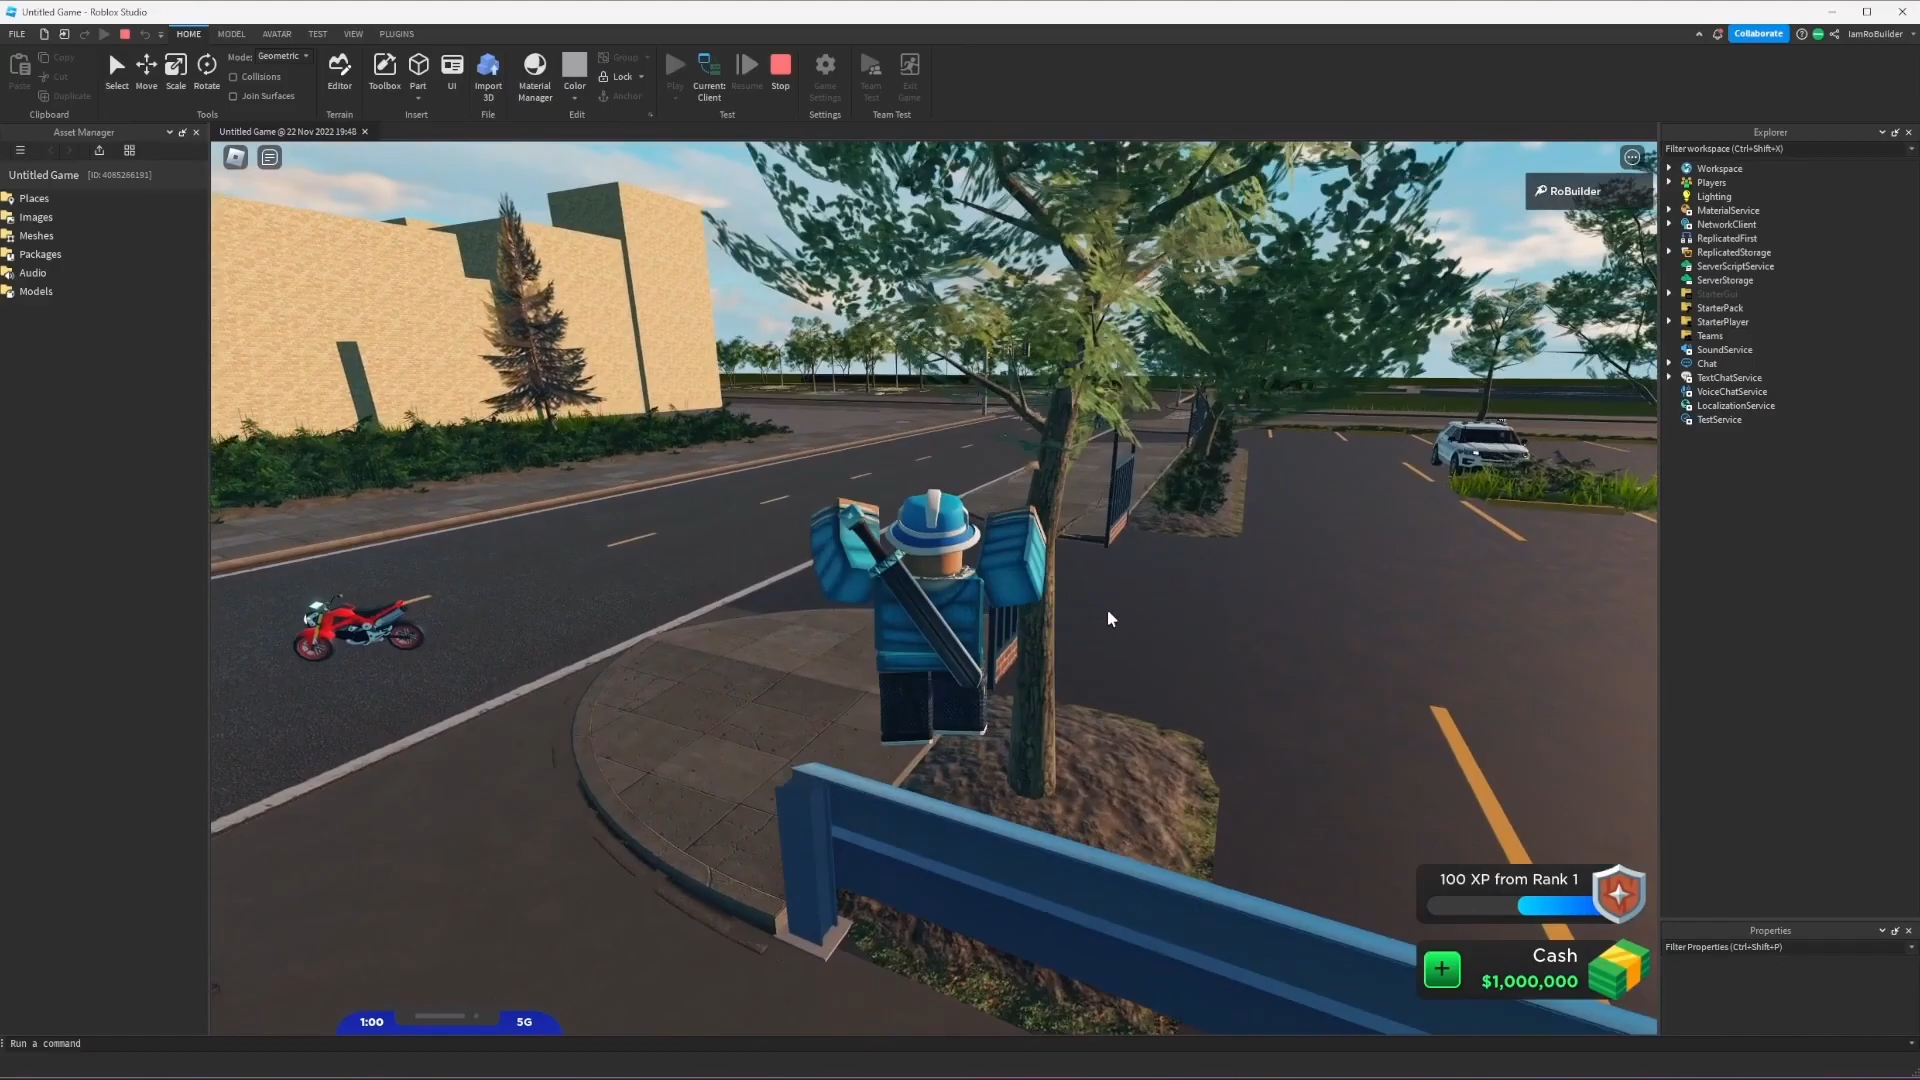 Untitled Game - Roblox Studio
FILE HOME MODEL AVATAR TEST VIEW PLUGINS Collaborate IamRoBuilder
Paste Copy Cut Duplicate
Clipboard
Select Move Scale Rotate
Mode: Geometric
Collisions
Join Surfaces
Tools
Editor
Terrain
Toolbox Part UI
Insert
Import 3D
File
Material Manager Color
Group
Lock
Anchor
Edit
Play Current: Client Resume Stop
Test
Game Settings
Settings
Team Test Exit Game
Team Test
Asset Manager
Untitled Game [ID: 4085266191]
Places
Images
Meshes
Packages
Audio
Models
Untitled Game @ 22 Nov 2022 19:48
RoBuilder
100 XP from Rank 1
Cash
$1,000,000
1:00 5G
Explorer
Filter workspace (Ctrl+Shift+X)
Workspace
Players
Lighting
MaterialService
NetworkClient
ReplicatedFirst
ReplicatedStorage
ServerScriptService
ServerStorage
StarterGui
StarterPack
StarterPlayer
Teams
SoundService
Chat
TextChatService
VoiceChatService
LocalizationService
TestService
Properties
Filter Properties (Ctrl+Shift+P)
Run a command